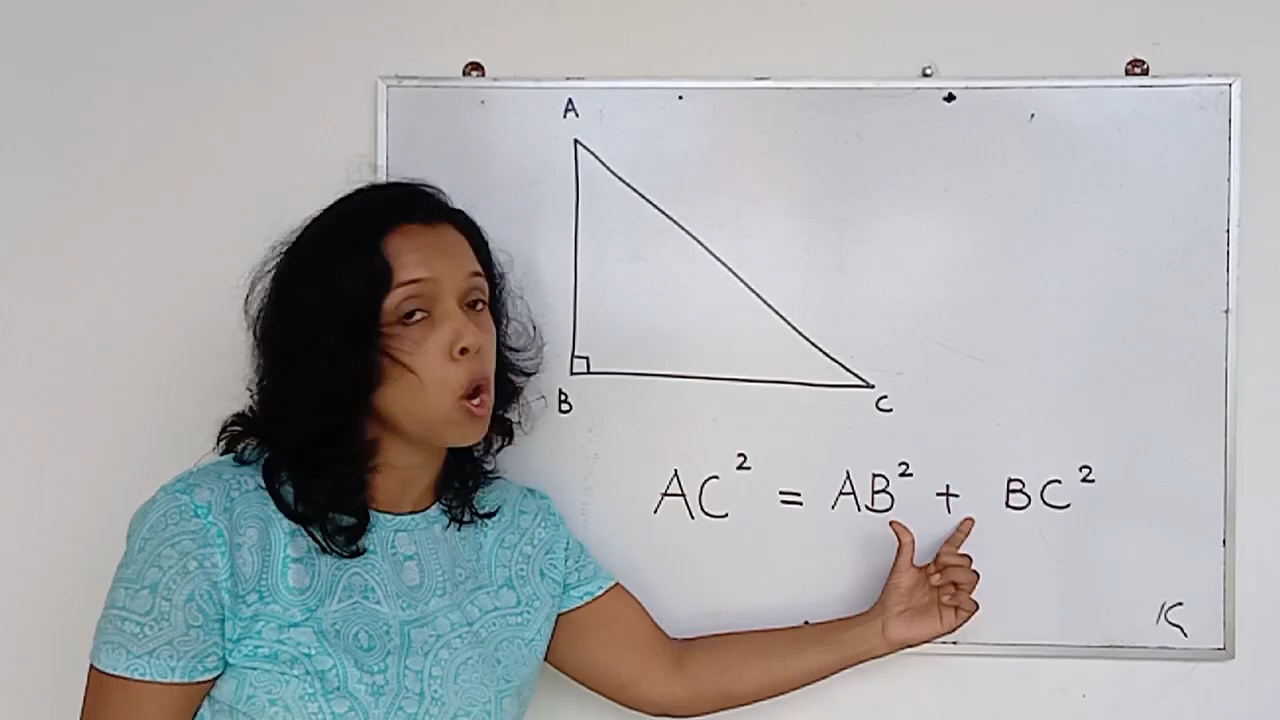 A
B C
AC² = AB² + BC²